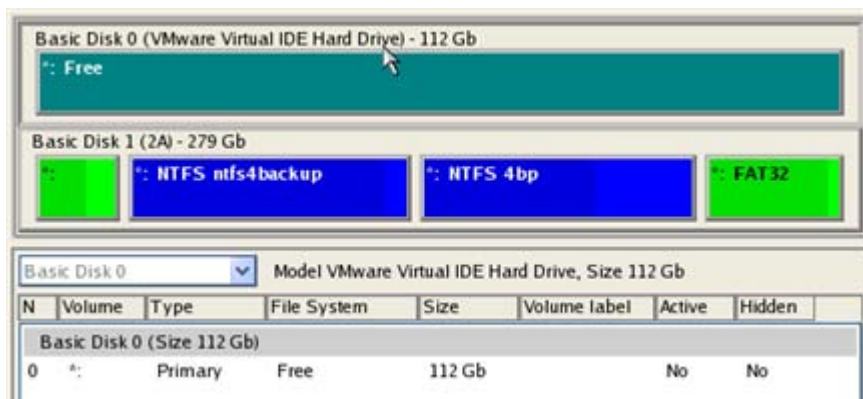 Basic Disk 0 (VMware Virtual IDE Hard Drive) - 112 Gb
*: Free
Basic Disk 1 (2A) - 279 Gb
*: *: NTFS ntfs4backup *: NTFS 4bp *: FAT32
Basic Disk 0 Model VMware Virtual IDE Hard Drive, Size 112 Gb
N Volume Type File System Size Volume label Active Hidden
Basic Disk 0 (Size 112 Gb)
0 *: Primary Free 112 Gb No No